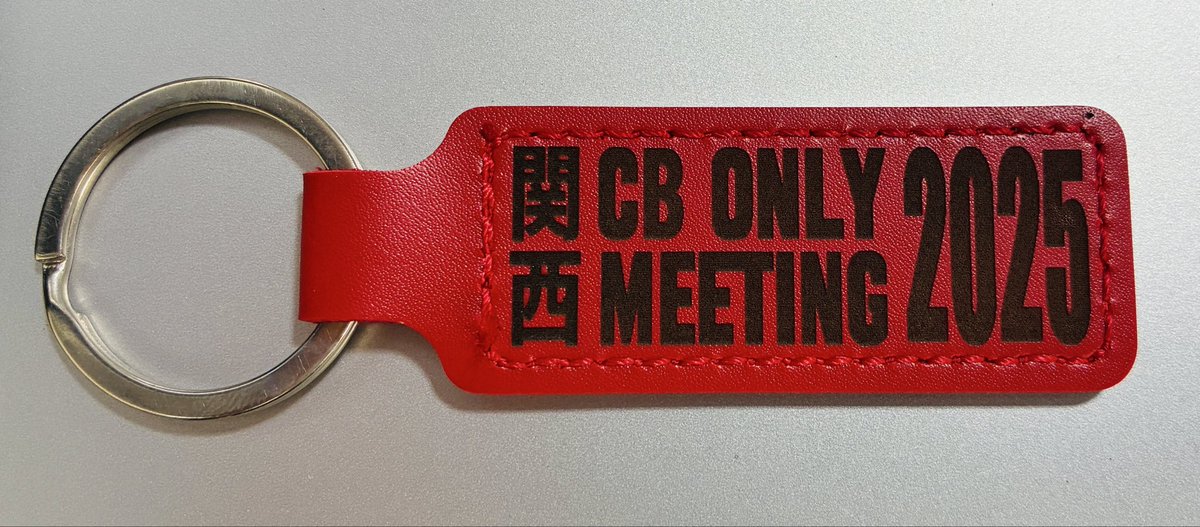 関西
CB ONLY
MEETING
2025